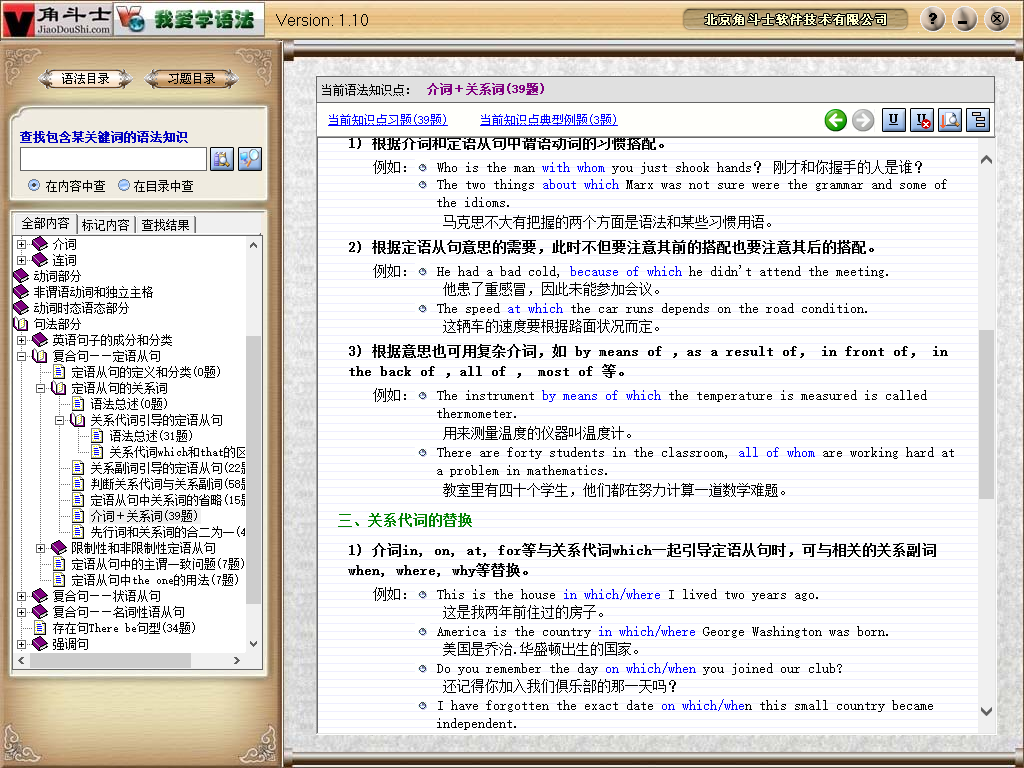 角斗士
JiaoDouShi.com
我爱学语法
Version: 1.10
北京角斗士软件技术有限公司
语法目录
习题目录
查找包含某关键词的语法知识
在内容中查
在目录中查
全部内容
标记内容
查找结果
介词
连词
动词部分
非谓语动词和独立主格
动词时态语态部分
句法部分
英语句子的成分和分类
复合句——定语从句
定语从句的定义和分类(0题)
定语从句的关系词
语法总述(0题)
关系代词引导的定语从句
语法总述(31题)
关系代词which和that的区
关系副词引导的定语从句(22题
判断关系代词与关系副词(58题
定语从句中关系词的省略(15题
介词＋关系词(39题)
先行词和关系词的合二为一(4
限制性和非限制性定语从句
定语从句中的主谓一致问题(7题)
定语从句中the one的用法(7题)
复合句——状语从句
复合句——名词性语从句
存在句There be句型(34题)
强调句
当前语法知识点：
介词＋关系词(39题)
当前知识点习题(39题)
当前知识点典型例题(3题)
1) 根据介词和定语从句中谓语动词的习惯搭配。
例如： Who is the man with whom you just shook hands? 刚才和你握手的人是谁?
The two things about which Marx was not sure were the grammar and some of
the idioms.
马克思不大有把握的两个方面是语法和某些习惯用语。
2) 根据定语从句意思的需要，此时不但要注意其前的搭配也要注意其后的搭配。
例如： He had a bad cold, because of which he didn't attend the meeting.
他患了重感冒，因此未能参加会议。
The speed at which the car runs depends on the road condition.
这辆车的速度要根据路面状况而定。
3) 根据意思也可用复杂介词，如 by means of ，as a result of， in front of， in
the back of ，all of ， most of 等。
例如： The instrument by means of which the temperature is measured is called
thermometer.
用来测量温度的仪器叫温度计。
There are forty students in the classroom, all of whom are working hard at
a problem in mathematics.
教室里有四十个学生，他们都在努力计算一道数学难题。
三、关系代词的替换
1) 介词in, on, at, for等与关系代词which一起引导定语从句时，可与相关的关系副词
when, where, why等替换。
例如： This is the house in which/where I lived two years ago.
这是我两年前住过的房子。
America is the country in which/where George Washington was born.
美国是乔治.华盛顿出生的国家。
Do you remember the day on which/when you joined our club?
还记得你加入我们俱乐部的那一天吗?
I have forgotten the exact date on which/when this small country became
independent.